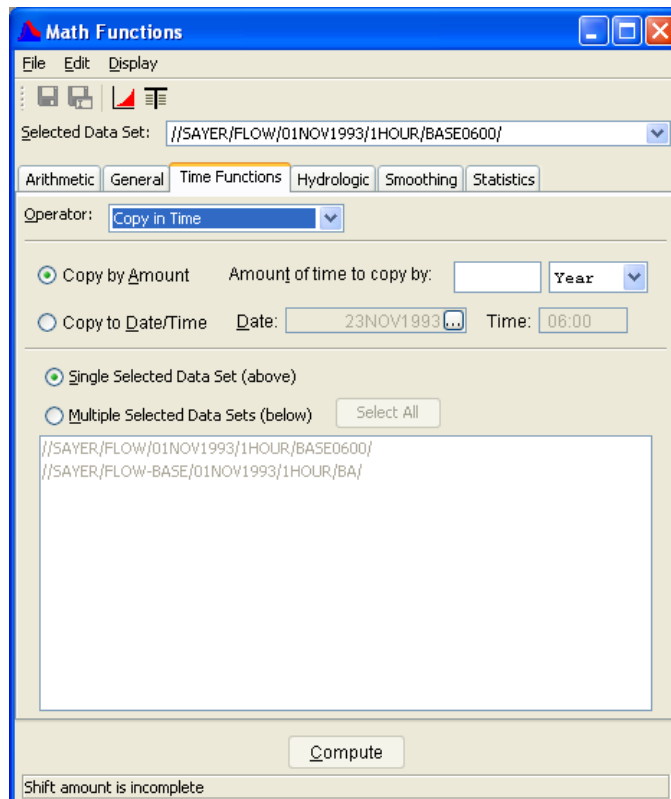 Math Functions
File Edit Display
Selected Data Set: //SAYER/FLOW/01NOV1993/1HOUR/BASE0600/
Arithmetic General Time Functions Hydrologic Smoothing Statistics
Operator: Copy in Time
Copy by Amount Amount of time to copy by: Year
Copy to Date/Time Date: 23NOV1993 ... Time: 06:00
Single Selected Data Set (above)
Multiple Selected Data Sets (below) Select All
//SAYER/FLOW/01NOV1993/1HOUR/BASE0600/
//SAYER/FLOW-BASE/01NOV1993/1HOUR/BA/
Compute
Shift amount is incomplete